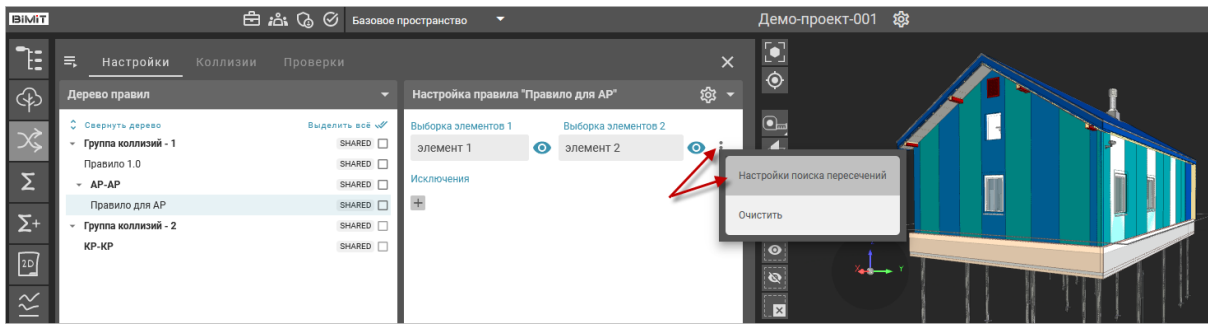 BIMIT Базовое пространство Демо-проект-001
Настройки Коллизии Проверки
Дерево правил
Свернуть дерево Выделить всё
Группа коллизий - 1 SHARED
Правило 1.0 SHARED
АР-АР SHARED
Правило для АР SHARED
Группа коллизий - 2 SHARED
КР-КР SHARED
Настройка правила "Правило для АР"
Выборка элементов 1 Выборка элементов 2
элемент 1 элемент 2
Исключения
Настройки поиска пересечений
Очистить
2D
X Y